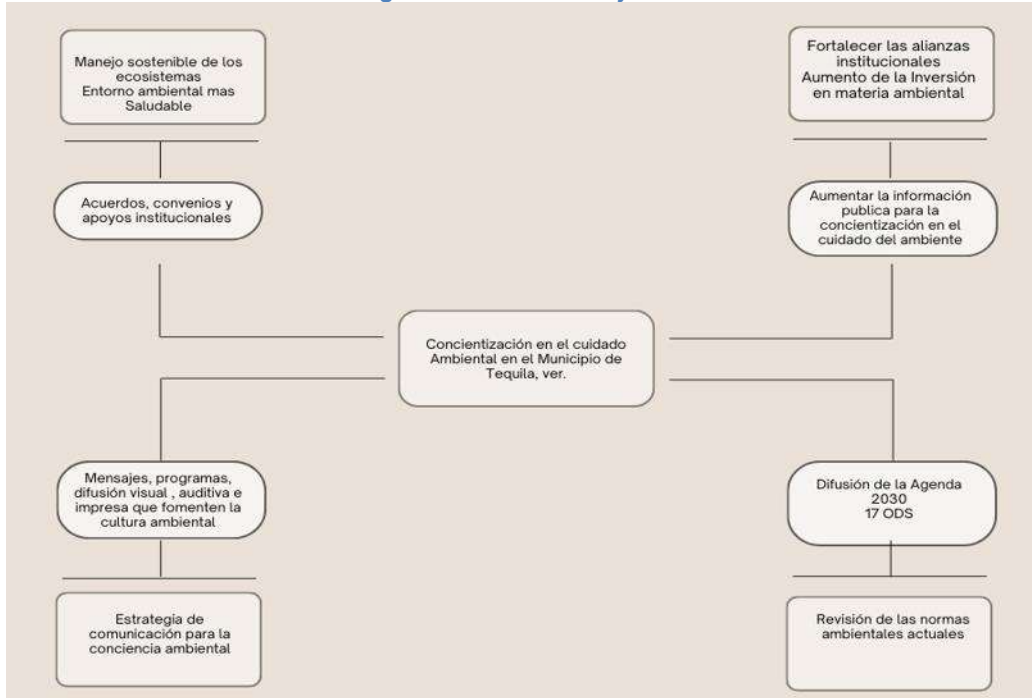 Manejo sostenible de los
ecosistemas
Entorno ambiental mas
Saludable
Fortalecer las alianzas
institucionales
Aumento de la Inversión
en materia ambiental
Acuerdos, convenios y
apoyos institucionales
Aumentar la información
publica para la
concientización en el
cuidado del ambiente
Concientización en el cuidado
Ambiental en el Municipio de
Tequila, ver.
Mensajes, programas,
difusión visual , auditiva e
impresa que fomenten la
cultura ambiental
Difusión de la Agenda
2030
17 ODS
Estrategia de
comunicación para la
conciencia ambiental
Revisión de las normas
ambientales actuales